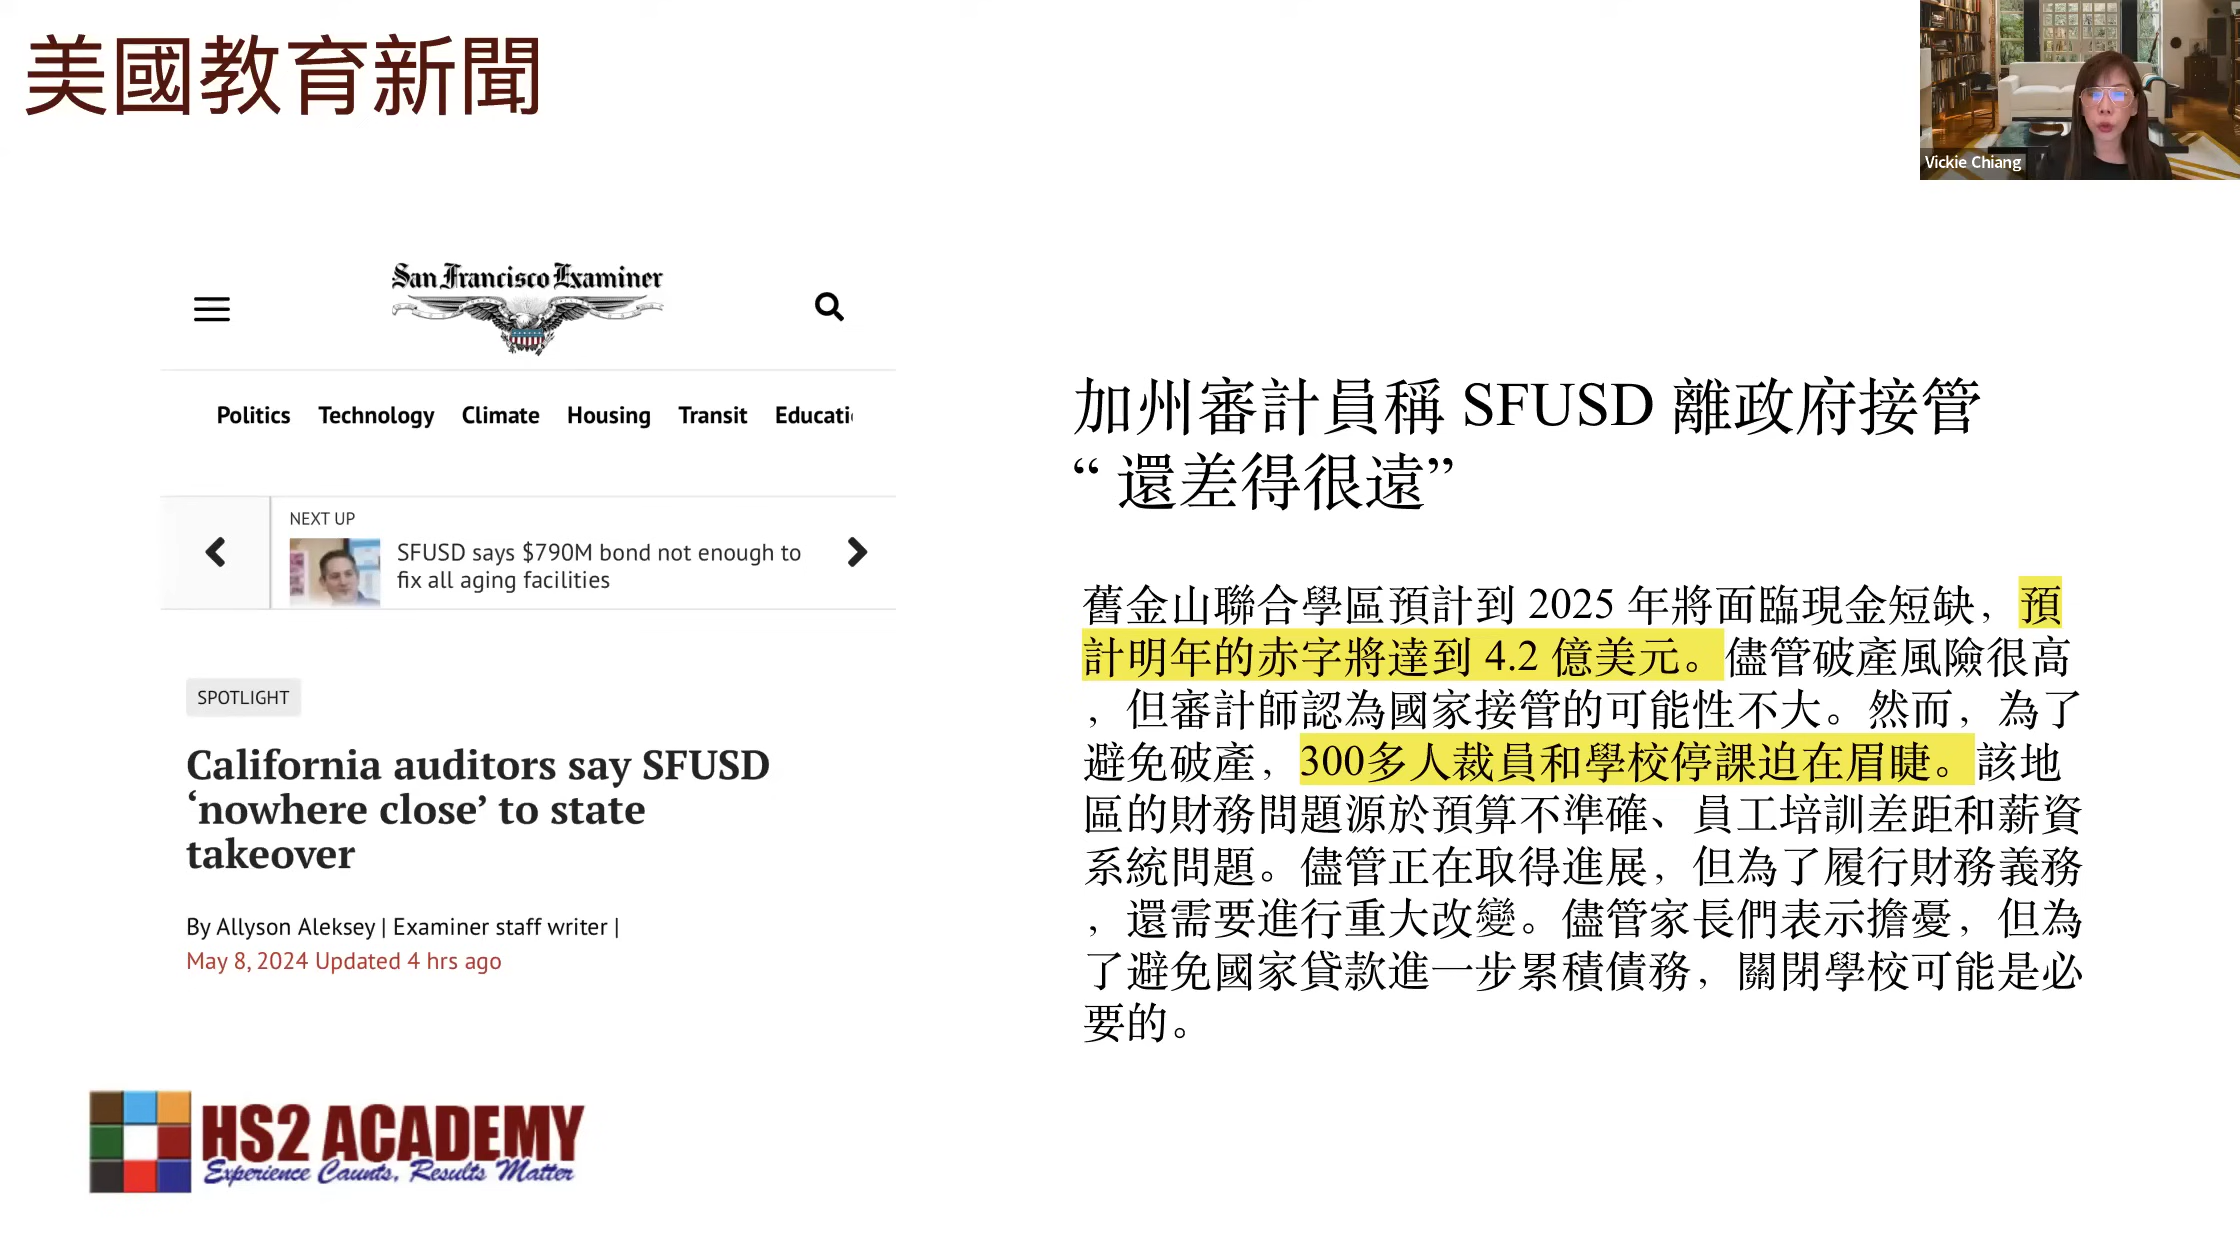 美國教育新聞
Vickie Chiang
San Francisco Examiner
Politics Technology Climate Housing Transit Educati
NEXT UP
SFUSD says $790M bond not enough to
fix all aging facilities
SPOTLIGHT
California auditors say SFUSD
‘nowhere close’ to state
takeover
By Allyson Aleksey | Examiner staff writer |
May 8, 2024 Updated 4 hrs ago
加州審計員稱 SFUSD 離政府接管
“ 還差得很遠”
舊金山聯合學區預計到 2025 年將面臨現金短缺，預
計明年的赤字將達到 4.2 億美元。儘管破產風險很高
，但審計師認為國家接管的可能性不大。然而，為了
避免破產，300多人裁員和學校停課迫在眉睫。該地
區的財務問題源於預算不準確、員工培訓差距和薪資
系統問題。儘管正在取得進展，但為了履行財務義務
，還需要進行重大改變。儘管家長們表示擔憂，但為
了避免國家貸款進一步累積債務，關閉學校可能是必
要的。
HS2 ACADEMY
Experience Counts, Results Matter